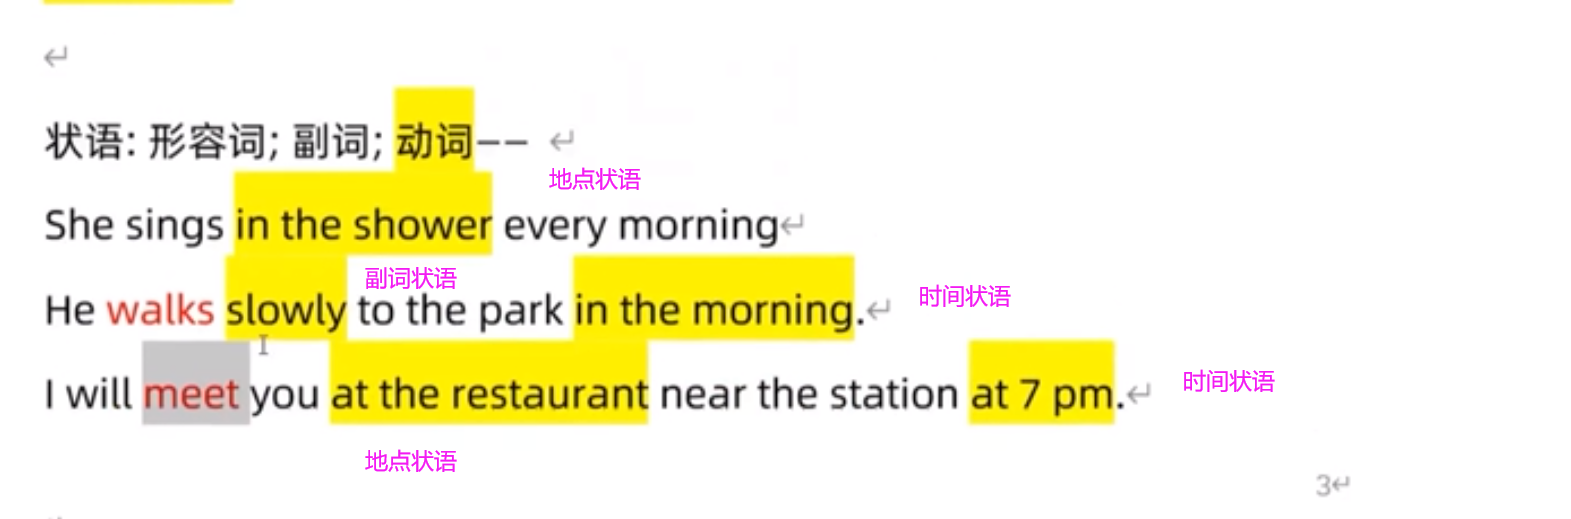 ↵
状语: 形容词; 副词; 动词–– ↵
地点状语
She sings in the shower every morning↵
副词状语
He walks slowly to the park in the morning.↵ 时间状语
I will meet you at the restaurant near the station at 7 pm.↵ 时间状语
地点状语
3↵